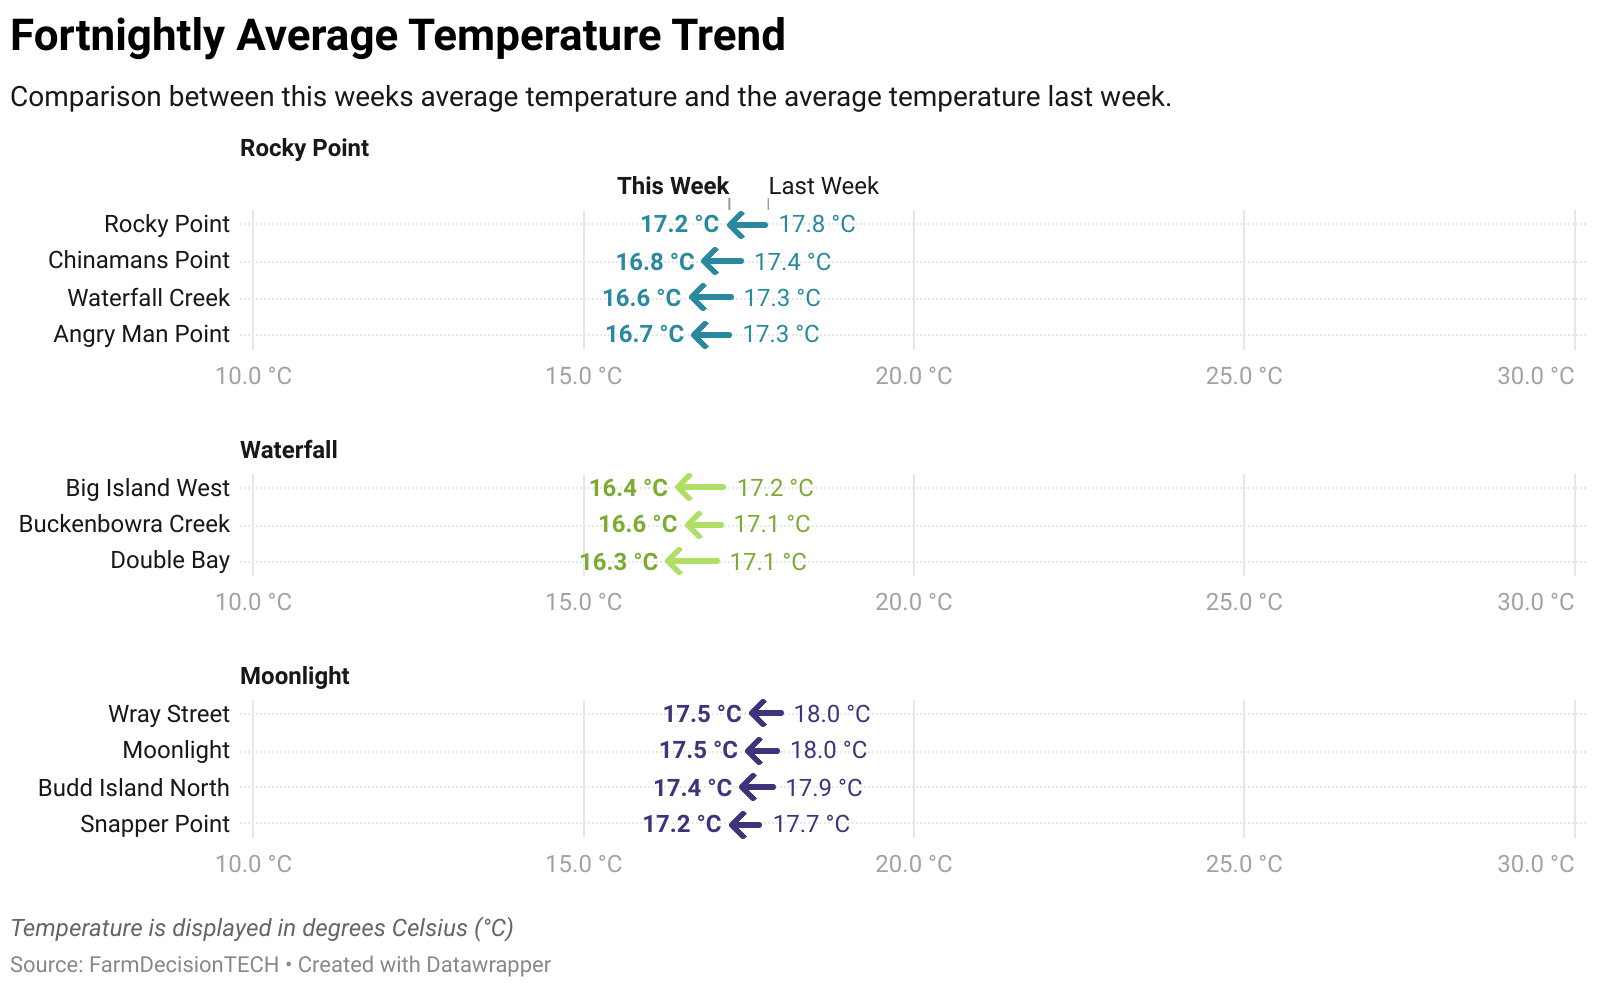 Fortnightly Average Temperature Trend
Comparison between this weeks average temperature and the average temperature last week.
Rocky Point
This Week Last Week
Rocky Point 17.2 °C 17.8 °C
Chinamans Point 16.8 °C 17.4 °C
Waterfall Creek 16.6 °C 17.3 °C
Angry Man Point 16.7 °C 17.3 °C
10.0 °C 15.0 °C 20.0 °C 25.0 °C 30.0 °C
Waterfall
Big Island West 16.4 °C 17.2 °C
Buckenbowra Creek 16.6 °C 17.1 °C
Double Bay 16.3 °C 17.1 °C
10.0 °C 15.0 °C 20.0 °C 25.0 °C 30.0 °C
Moonlight
Wray Street 17.5 °C 18.0 °C
Moonlight 17.5 °C 18.0 °C
Budd Island North 17.4 °C 17.9 °C
Snapper Point 17.2 °C 17.7 °C
10.0 °C 15.0 °C 20.0 °C 25.0 °C 30.0 °C
Temperature is displayed in degrees Celsius (°C)
Source: FarmDecisionTECH • Created with Datawrapper